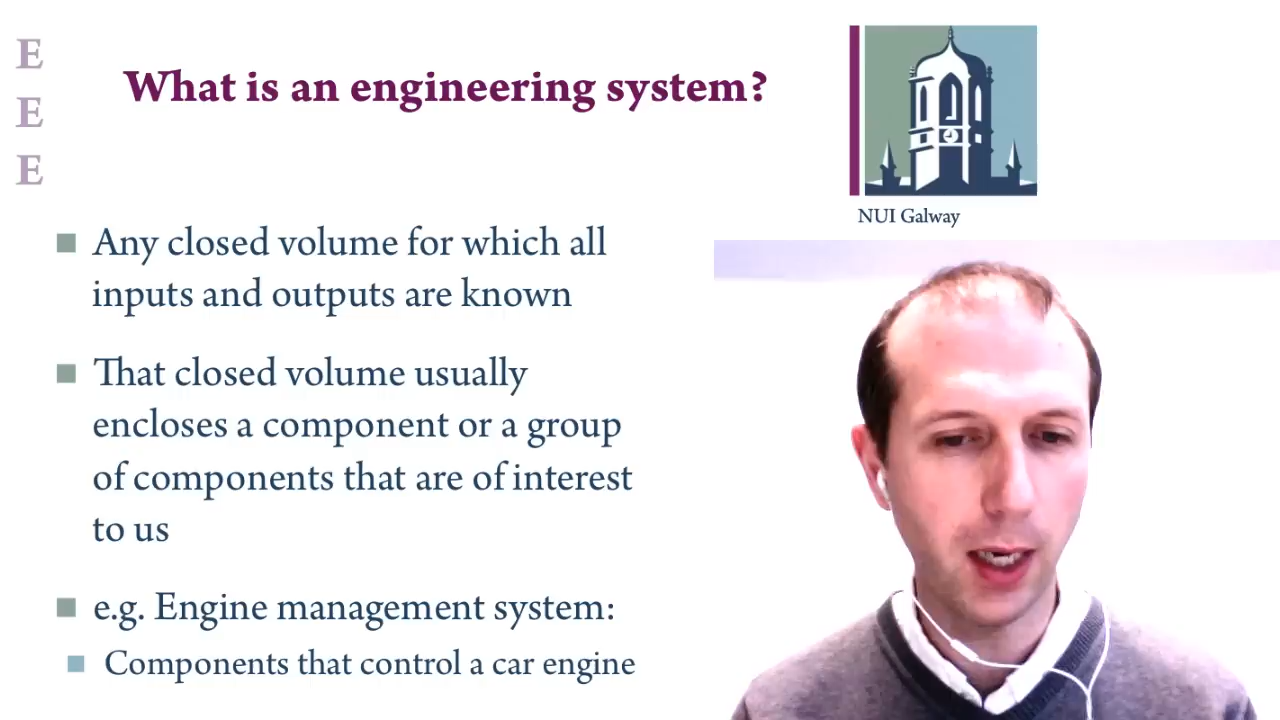 E
E
E
What is an engineering system?
NUI Galway
Any closed volume for which all
inputs and outputs are known
That closed volume usually
encloses a component or a group
of components that are of interest
to us
e.g. Engine management system:
Components that control a car engine